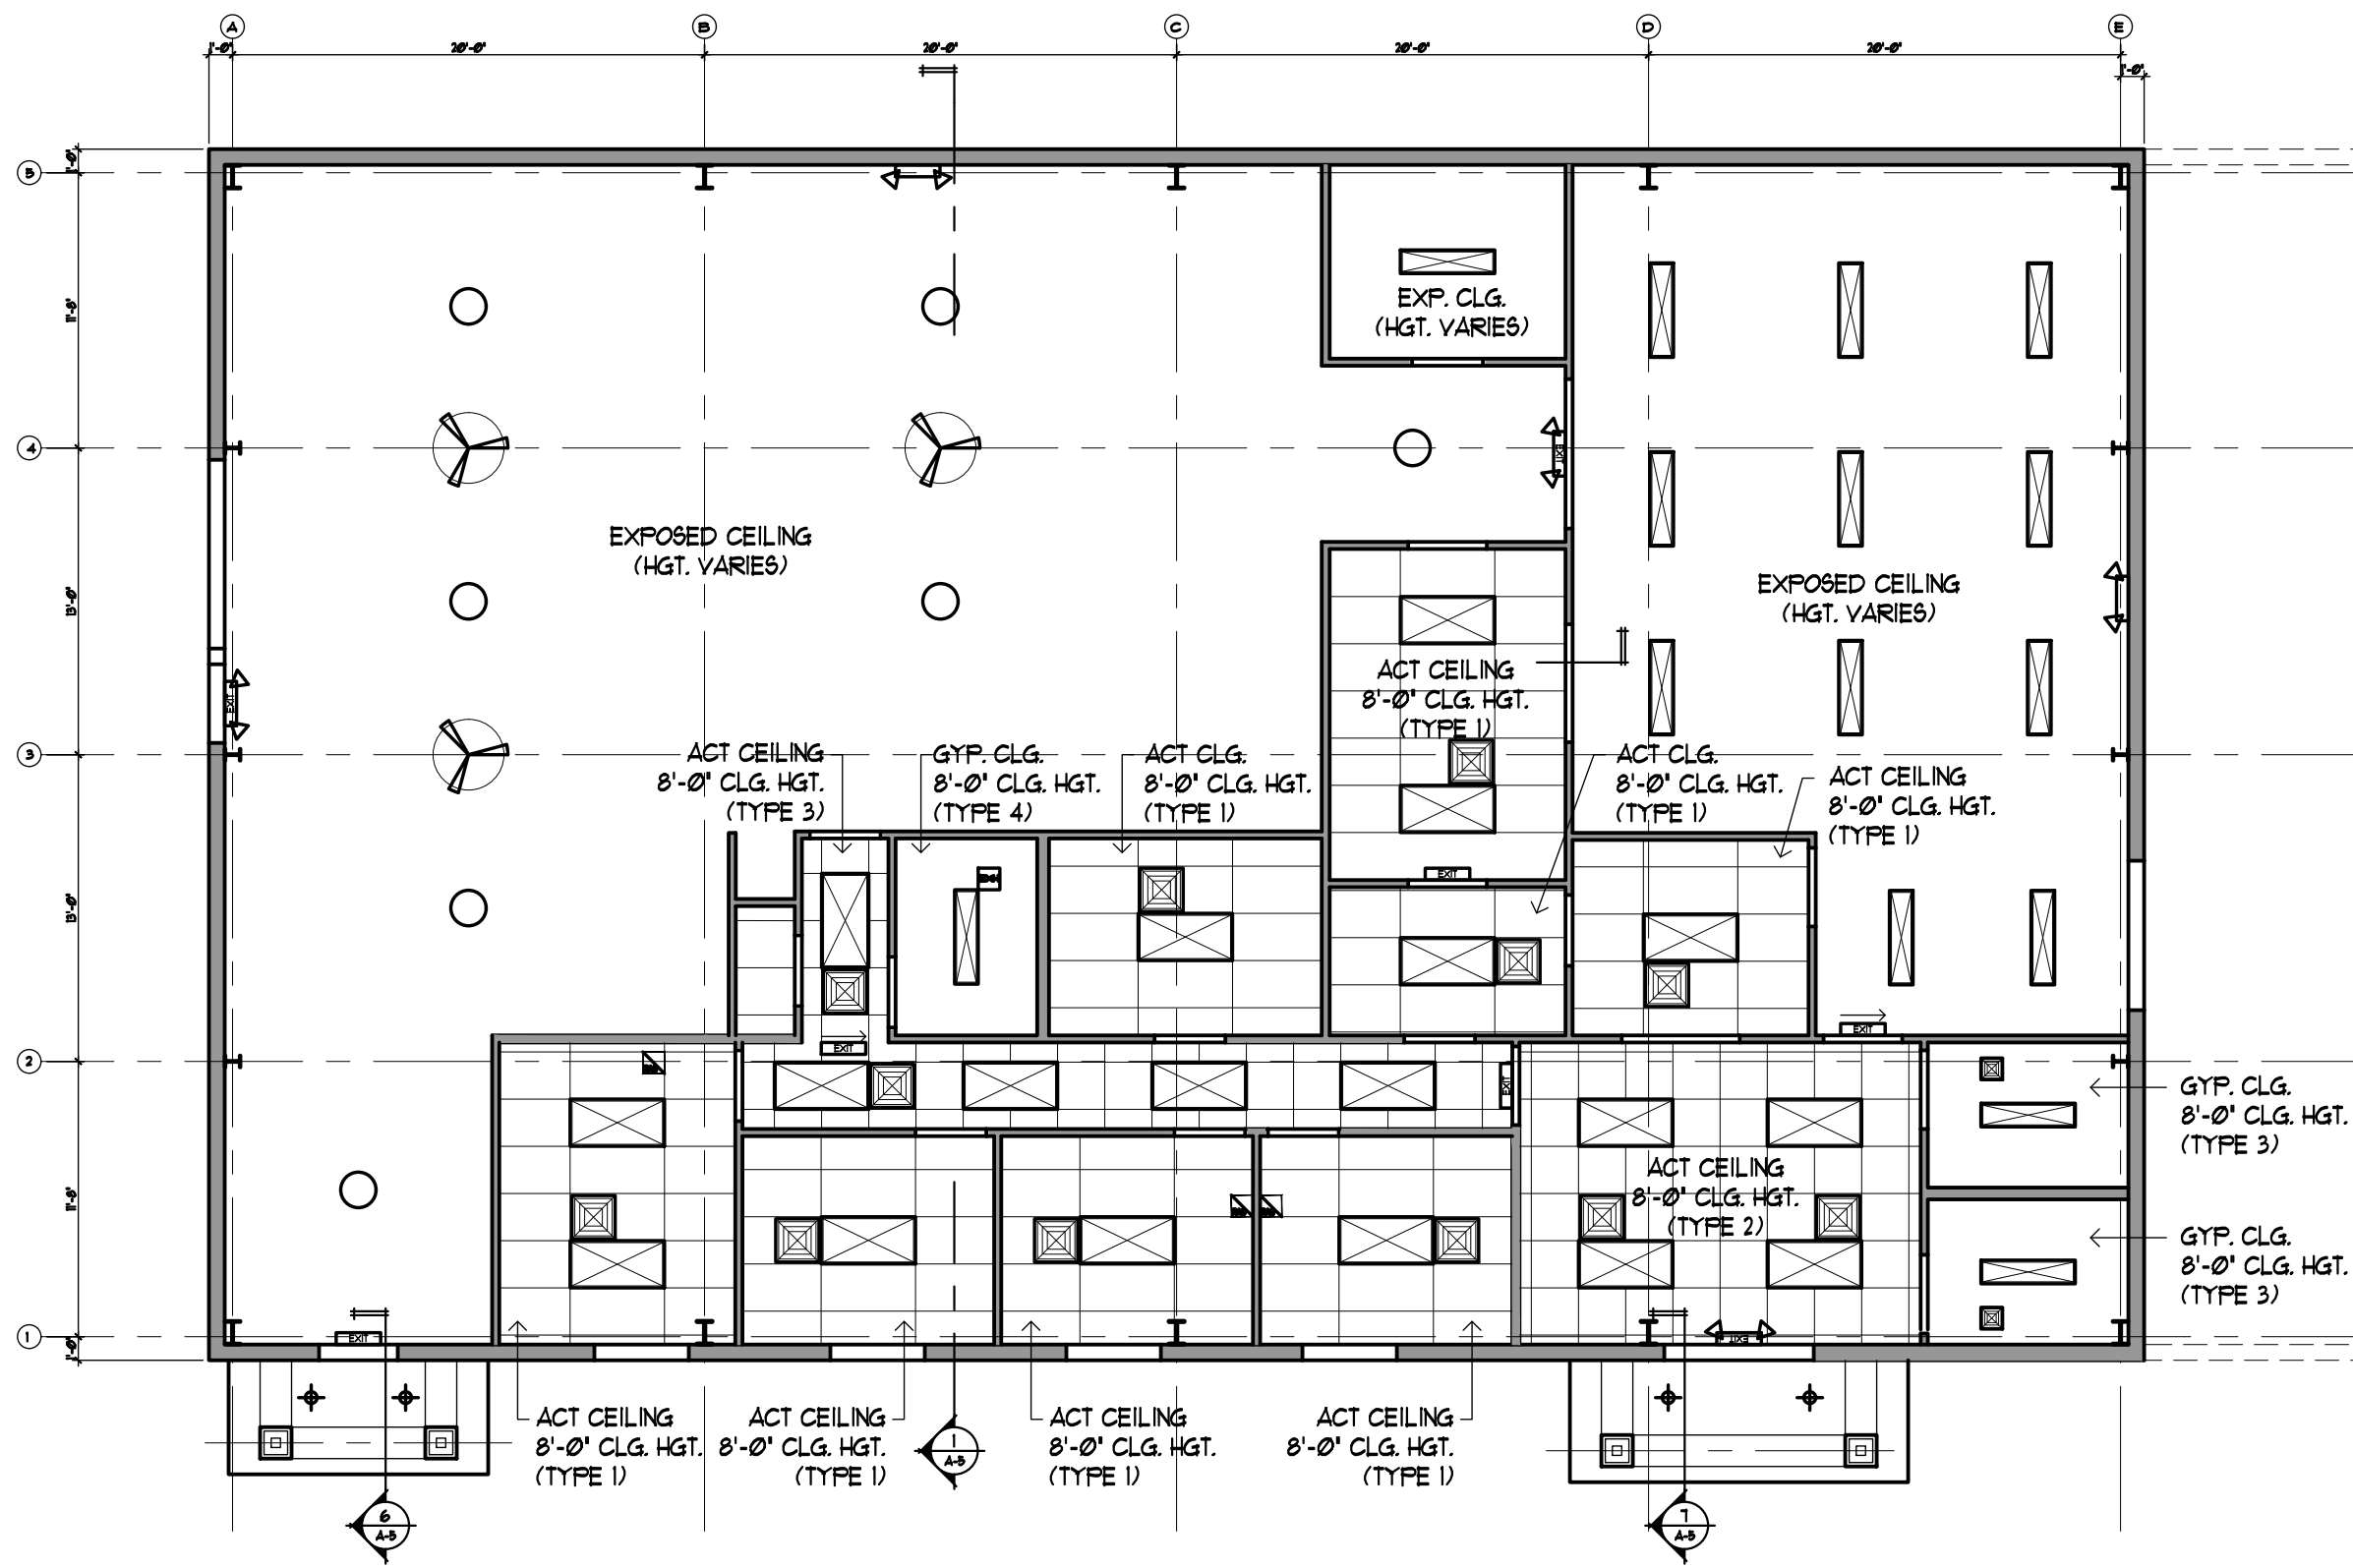 A
B
C
D
E
1'-0"
20'-0"
20'-0"
20'-0"
20'-0"
1'-0"
5
1'-0"
11'-8"
4
13'-0"
3
13'-0"
2
11'-8"
1
1'-0"
EXP. CLG.
(HGT. VARIES)
EXIT
EXPOSED CEILING
(HGT. VARIES)
EXPOSED CEILING
(HGT. VARIES)
ACT CEILING
8'-0" CLG. HGT.
(TYPE 1)
EXIT
ACT CEILING
8'-0" CLG. HGT.
(TYPE 3)
GYP. CLG.
8'-0" CLG. HGT.
(TYPE 4)
ACT CLG.
8'-0" CLG. HGT.
(TYPE 1)
ACT CLG.
8'-0" CLG. HGT.
(TYPE 1)
ACT CEILING
8'-0" CLG. HGT.
(TYPE 1)
EXIT
EXIT
EXIT
EXIT
GYP. CLG.
8'-0" CLG. HGT.
(TYPE 3)
ACT CEILING
8'-0" CLG. HGT.
(TYPE 2)
GYP. CLG.
8'-0" CLG. HGT.
(TYPE 3)
EXIT
EXIT
ACT CEILING
8'-0" CLG. HGT.
(TYPE 1)
ACT CEILING
8'-0" CLG. HGT.
(TYPE 1)
1
A-5
ACT CEILING
8'-0" CLG. HGT.
(TYPE 1)
ACT CEILING
8'-0" CLG. HGT.
(TYPE 1)
6
A-5
7
A-5